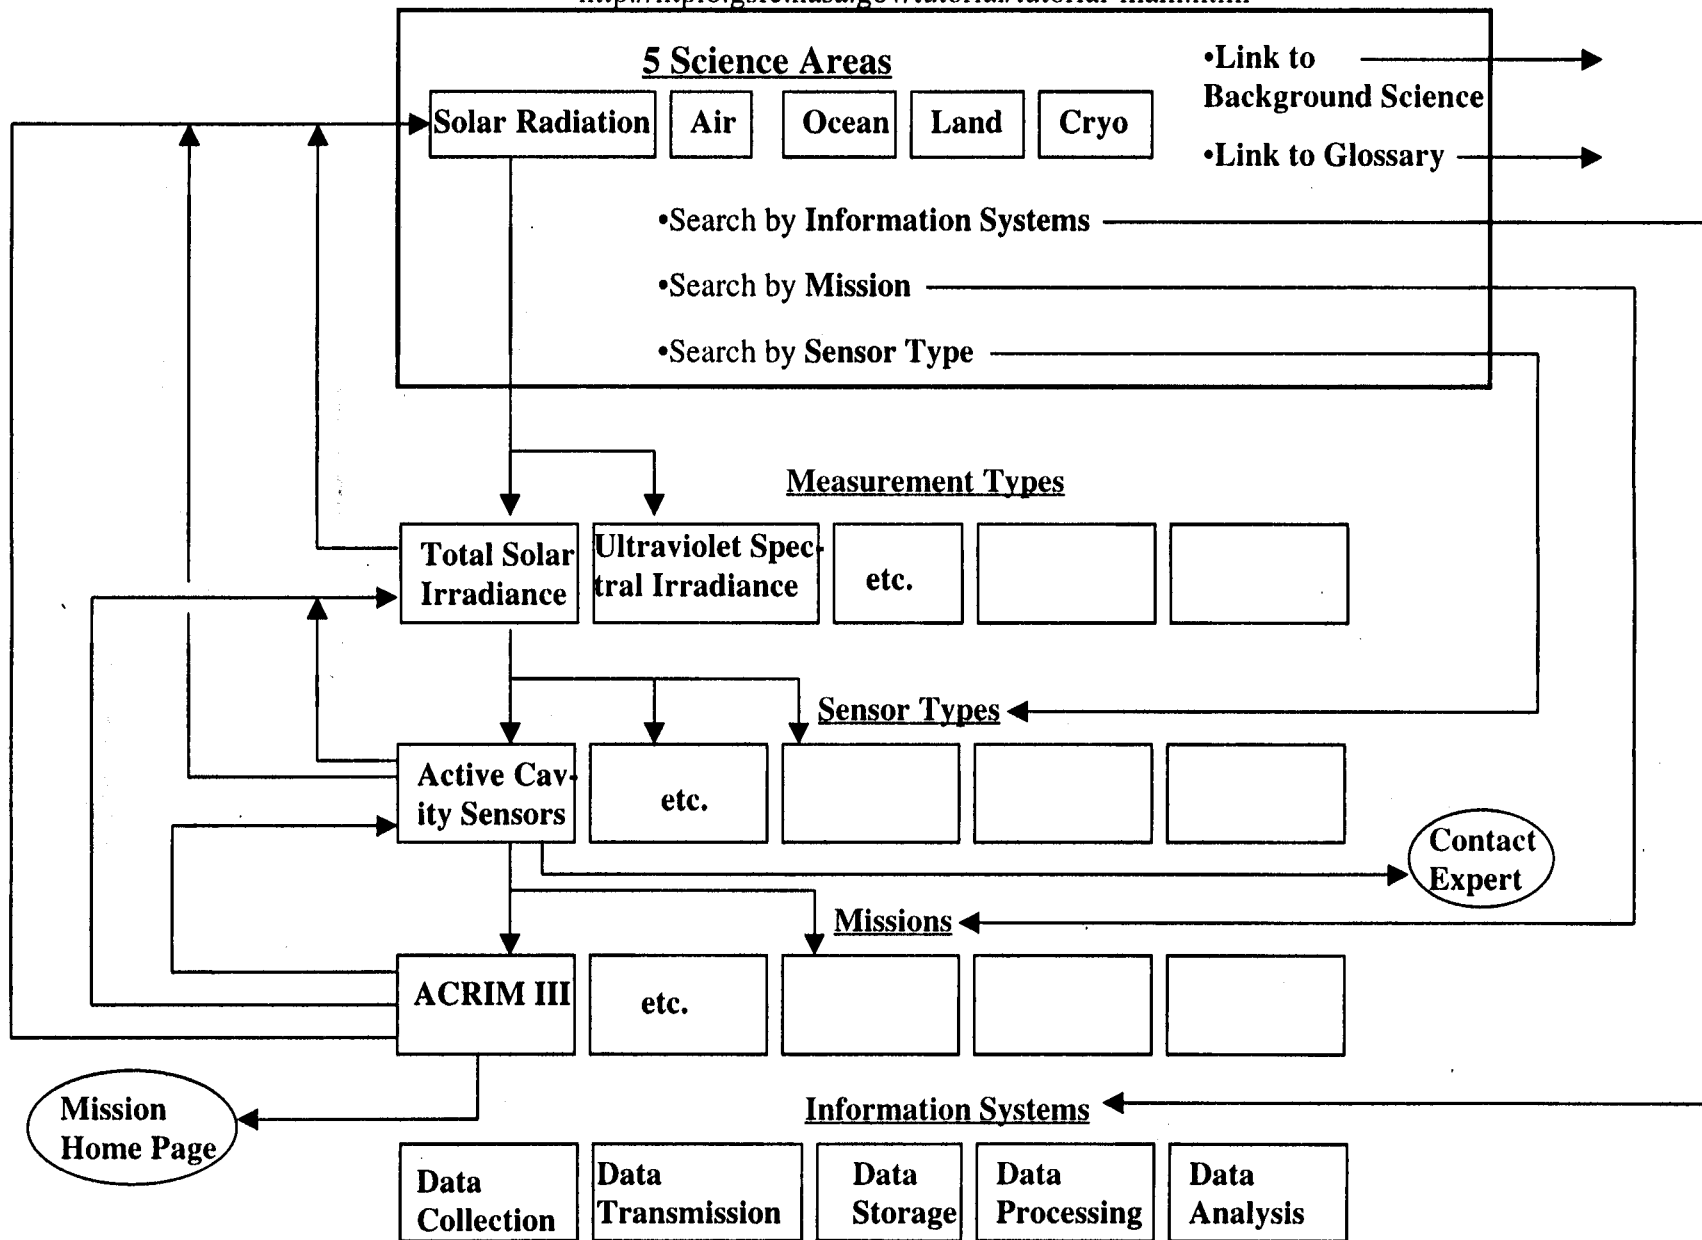 5 Science Areas
•Link to
Background Science
Solar Radiation
Air
Ocean
Land
Cryo
•Link to Glossary
•Search by Information Systems
•Search by Mission
•Search by Sensor Type
Measurement Types
Total Solar
Irradiance
Ultraviolet Spec-
tral Irradiance
etc.
Sensor Types
Active Cav-
ity Sensors
etc.
Contact
Expert
Missions
ACRIM III
etc.
Mission
Home Page
Information Systems
Data
Collection
Data
Transmission
Data
Storage
Data
Processing
Data
Analysis